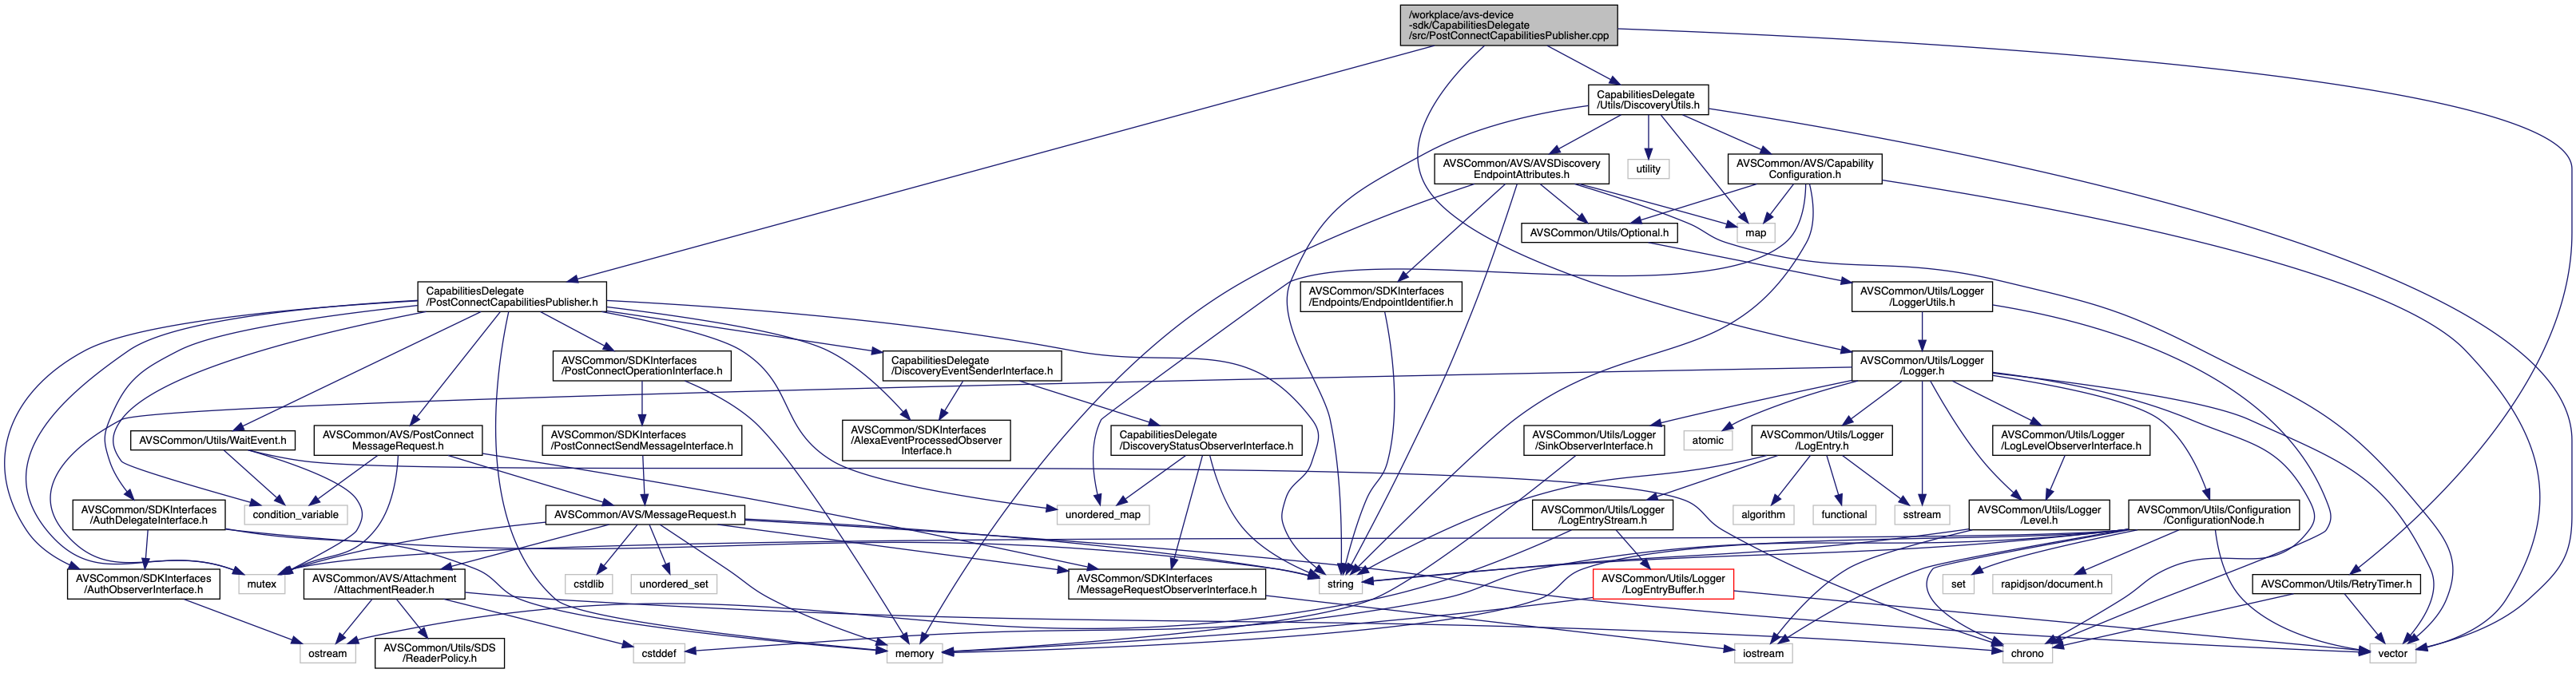 /workplace/avs-device
-sdk/CapabilitiesDelegate
/src/PostConnectCapabilitiesPublisher.cpp
CapabilitiesDelegate
/Utils/DiscoveryUtils.h
AVSCommon/AVS/AVSDiscovery
EndpointAttributes.h
utility
AVSCommon/AVS/Capability
Configuration.h
AVSCommon/Utils/Optional.h
map
CapabilitiesDelegate
/PostConnectCapabilitiesPublisher.h
AVSCommon/SDKInterfaces
/Endpoints/EndpointIdentifier.h
AVSCommon/Utils/Logger
/LoggerUtils.h
AVSCommon/SDKInterfaces
/PostConnectOperationInterface.h
CapabilitiesDelegate
/DiscoveryEventSenderInterface.h
AVSCommon/Utils/Logger
/Logger.h
AVSCommon/Utils/WaitEvent.h
AVSCommon/AVS/PostConnect
MessageRequest.h
AVSCommon/SDKInterfaces
/PostConnectSendMessageInterface.h
AVSCommon/SDKInterfaces
/AlexaEventProcessedObserver
Interface.h
CapabilitiesDelegate
/DiscoveryStatusObserverInterface.h
AVSCommon/Utils/Logger
/SinkObserverInterface.h
atomic
AVSCommon/Utils/Logger
/LogEntry.h
AVSCommon/Utils/Logger
/LogLevelObserverInterface.h
AVSCommon/SDKInterfaces
/AuthDelegateInterface.h
condition_variable
AVSCommon/AVS/MessageRequest.h
unordered_map
AVSCommon/Utils/Logger
/LogEntryStream.h
algorithm
functional
sstream
AVSCommon/Utils/Logger
/Level.h
AVSCommon/Utils/Configuration
/ConfigurationNode.h
AVSCommon/SDKInterfaces
/AuthObserverInterface.h
mutex
AVSCommon/AVS/Attachment
/AttachmentReader.h
cstdlib
unordered_set
AVSCommon/SDKInterfaces
/MessageRequestObserverInterface.h
string
AVSCommon/Utils/Logger
/LogEntryBuffer.h
set
rapidjson/document.h
AVSCommon/Utils/RetryTimer.h
ostream
AVSCommon/Utils/SDS
/ReaderPolicy.h
cstddef
memory
iostream
chrono
vector